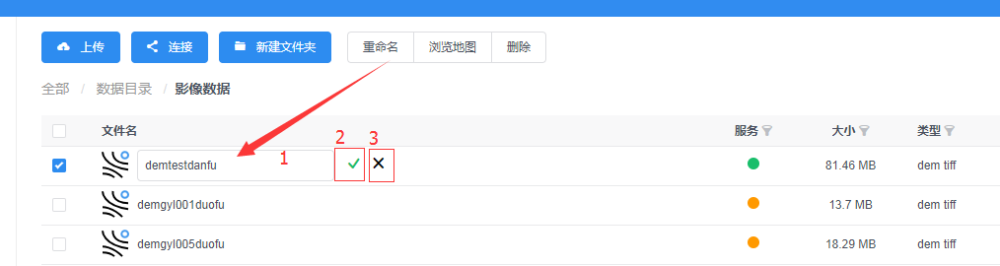 上传 连接 新建文件夹 重命名 浏览地图 删除
全部 / 数据目录 / 影像数据
文件名 服务 大小 类型
demtestdanfu 1 2 3 81.46 MB dem tiff
demgyl001duofu 13.7 MB dem tiff
demgyl005duofu 18.29 MB dem tiff